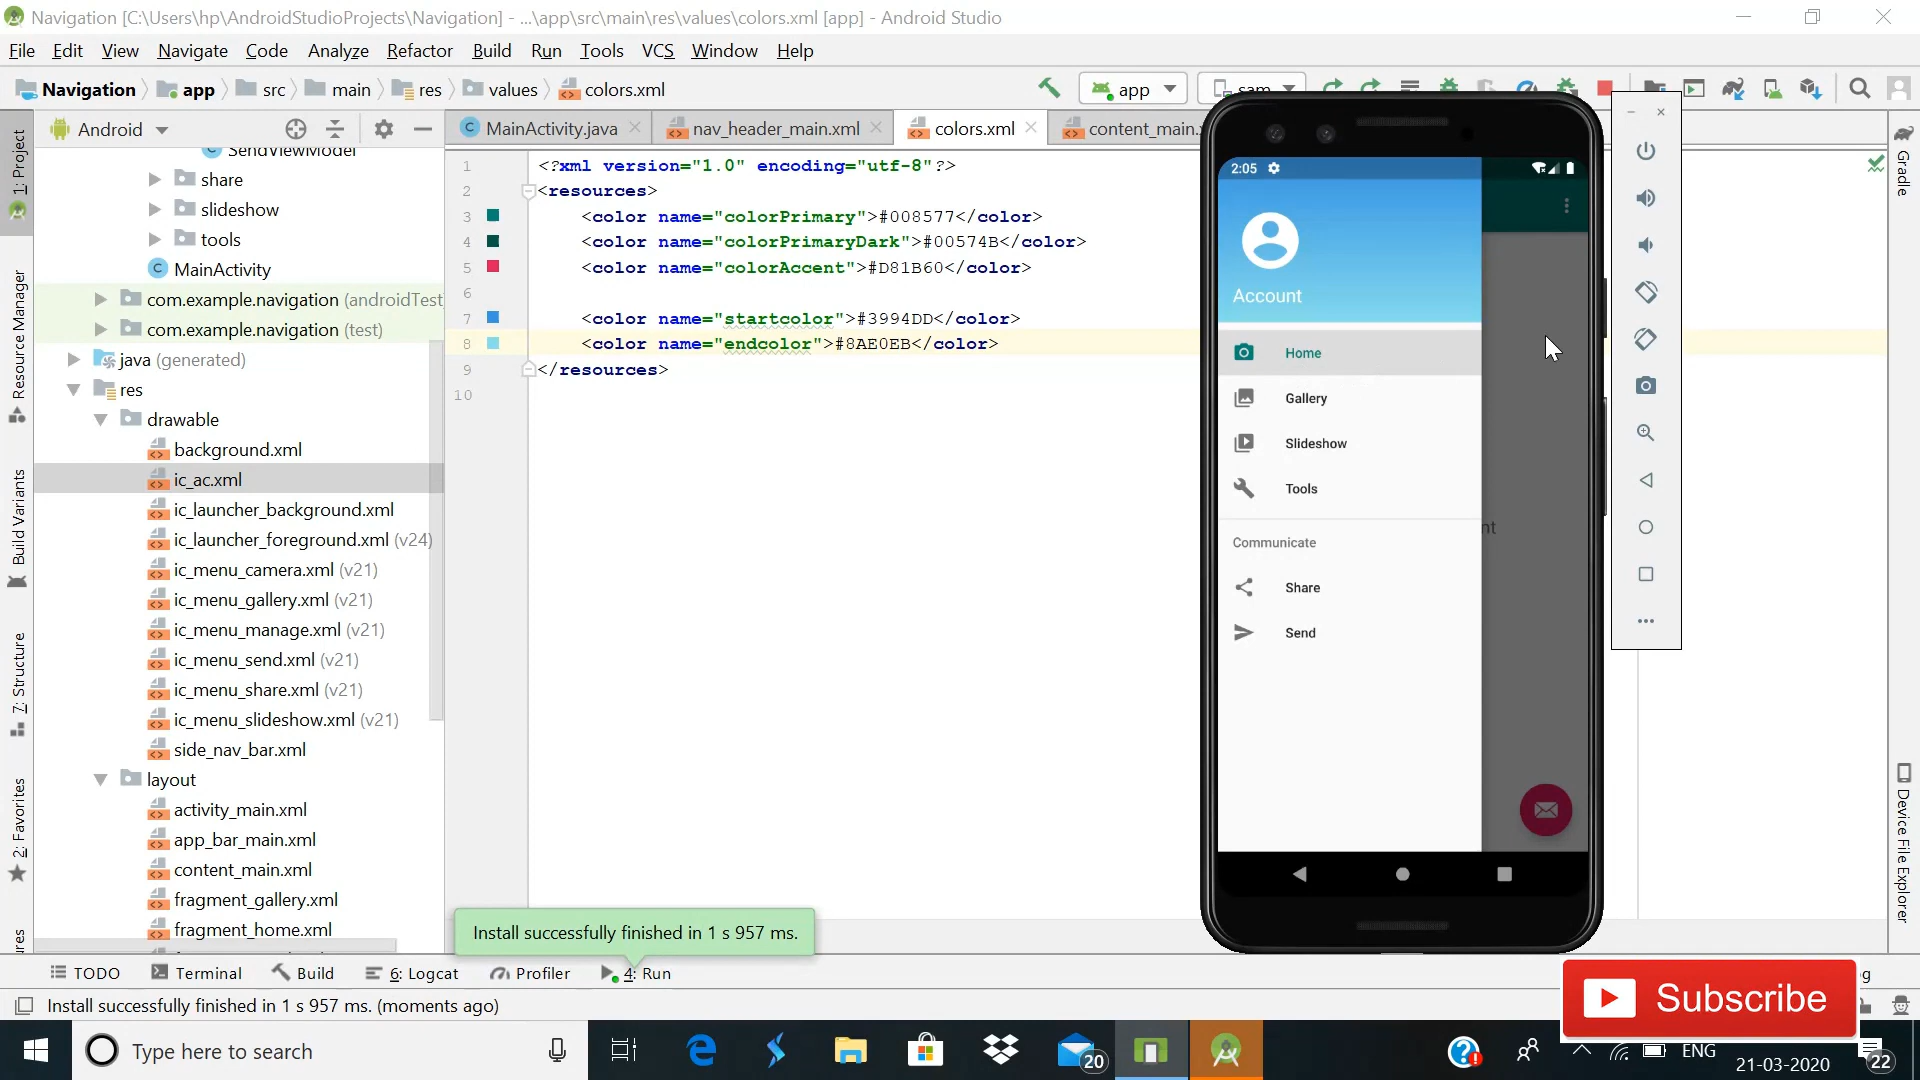 Navigation [C:\Users\hp\AndroidStudioProjects\Navigation] - ...\app\src\main\res\values\colors.xml [app] - Android Studio
File Edit View Navigate Code Analyze Refactor Build Run Tools VCS Window Help
Navigation app src main res values colors.xml
app
sam
Android
MainActivity.java
nav_header_main.xml
colors.xml
content_main.
1: Project
Resource Manager
Build Variants
7: Structure
2: Favorites
SendViewModel
share
slideshow
tools
MainActivity
com.example.navigation (androidTest
com.example.navigation (test)
java (generated)
res
drawable
background.xml
ic_ac.xml
ic_launcher_background.xml
ic_launcher_foreground.xml (v24)
ic_menu_camera.xml (v21)
ic_menu_gallery.xml (v21)
ic_menu_manage.xml (v21)
ic_menu_send.xml (v21)
ic_menu_share.xml (v21)
ic_menu_slideshow.xml (v21)
side_nav_bar.xml
layout
activity_main.xml
app_bar_main.xml
content_main.xml
fragment_gallery.xml
fragment_home.xml
1 <?xml version="1.0" encoding="utf-8"?>
2 <resources>
3 <color name="colorPrimary">#008577</color>
4 <color name="colorPrimaryDark">#00574B</color>
5 <color name="colorAccent">#D81B60</color>
6
7 <color name="startcolor">#3994DD</color>
8 <color name="endcolor">#8AE0EB</color>
9 </resources>
10
2:05
Account
Home
Gallery
Slideshow
Tools
Communicate
Share
Send
nt
Gradle
Device File Explorer
Install successfully finished in 1 s 957 ms.
TODO Terminal Build 6: Logcat Profiler 4: Run
Install successfully finished in 1 s 957 ms. (moments ago)
Subscribe
Type here to search
20
ENG
21-03-2020
22